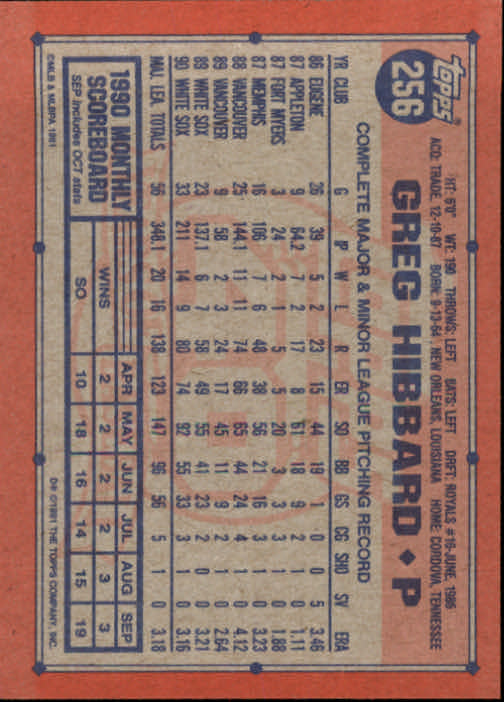 topps
256
HT: 6'0" WT: 190 THROWS: LEFT BATS: LEFT DRFT: ROYALS #16-JUNE, 1986
ACQ: TRADE, 12-10-87 BORN: 9-13-64, NEW ORLEANS, LOUISIANA HOME: CORDOVA, TENNESSEE
GREG HIBBARD ♦ P
COMPLETE MAJOR & MINOR LEAGUE PITCHING RECORD
YR CLUB G IP W L R ER SO BB GS CG SHO SV ERA
86 EUGENE 26 39 5 2 23 15 44 19 1 0 0 5 3.46
87 APPLETON 9 64.2 7 2 17 8 61 18 9 2 1 0 1.11
87 FORT MYERS 3 24 2 1 5 5 20 3 3 3 1 0 1.88
87 MEMPHIS 16 106 7 6 48 38 56 21 16 3 1 0 3.23
88 VANCOUVER 25 144.1 11 11 74 66 65 44 24 4 1 0 4.12
89 VANCOUVER 9 58 2 3 24 17 45 11 9 2 1 0 2.64
89 WHITE SOX 23 137.1 6 7 58 49 55 41 23 2 0 0 3.21
90 WHITE SOX 33 211 14 9 80 74 92 55 33 3 1 0 3.16
MAJ. LEA. TOTALS 56 348.1 20 16 138 123 147 96 56 5 1 0 3.18
1990 MONTHLY
SCOREBOARD
SEP includes OCT stats
APR MAY JUN JUL AUG SEP
WINS 2 2 2 2 3 3
SO 10 18 16 14 15 19
©MLB & MLBPA 1991
D# ©1991 THE TOPPS COMPANY, INC.